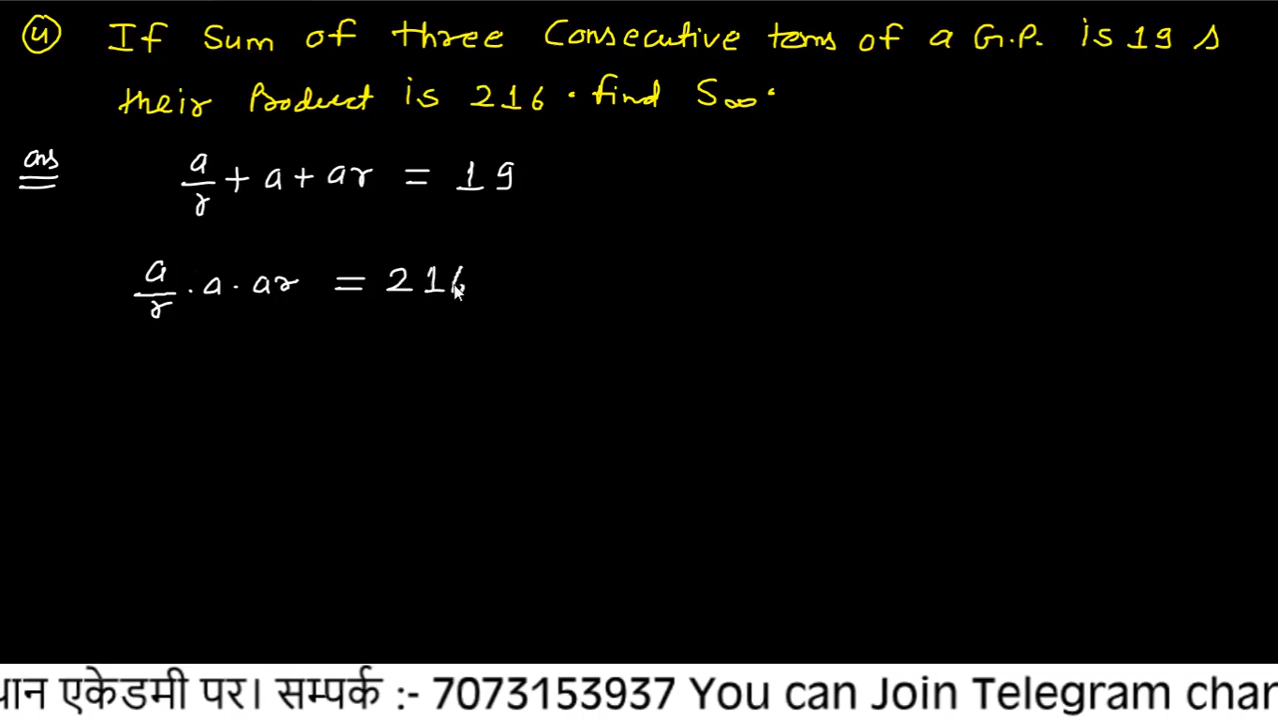 (4) If Sum of three Consecutive terms of a G.P. is 19 &
their Product is 216 . find S∞ .
ans
a/r + a + ar = 19
a/r . a . ar = 216
थान एकेडमी पर। सम्पर्क :- 7073153937 You can Join Telegram chan